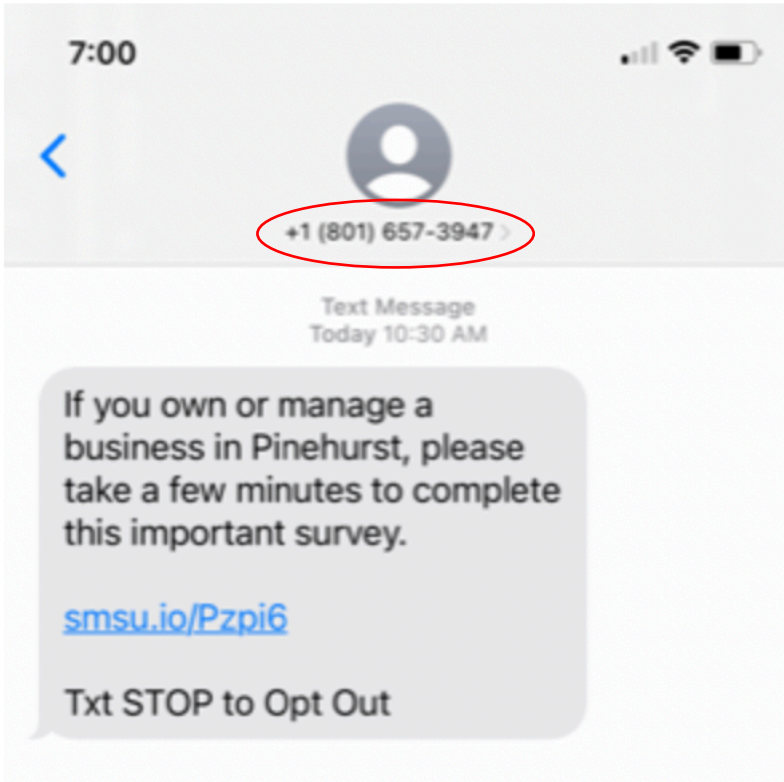 7:00
+1 (801) 657-3947 >
Text Message
Today 10:30 AM
If you own or manage a
business in Pinehurst, please
take a few minutes to complete
this important survey.
smsu.io/Pzpi6
Txt STOP to Opt Out